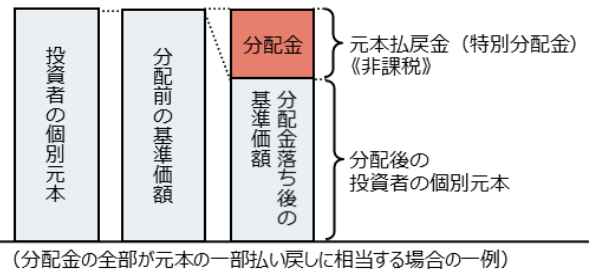 投資者の個別元本
分配前の基準価額
分配金
分配金落ち後の
基準価額
元本払戻金（特別分配金）
《非課税》
分配後の
投資者の個別元本
（分配金の全部が元本の一部払い戻しに相当する場合の一例）